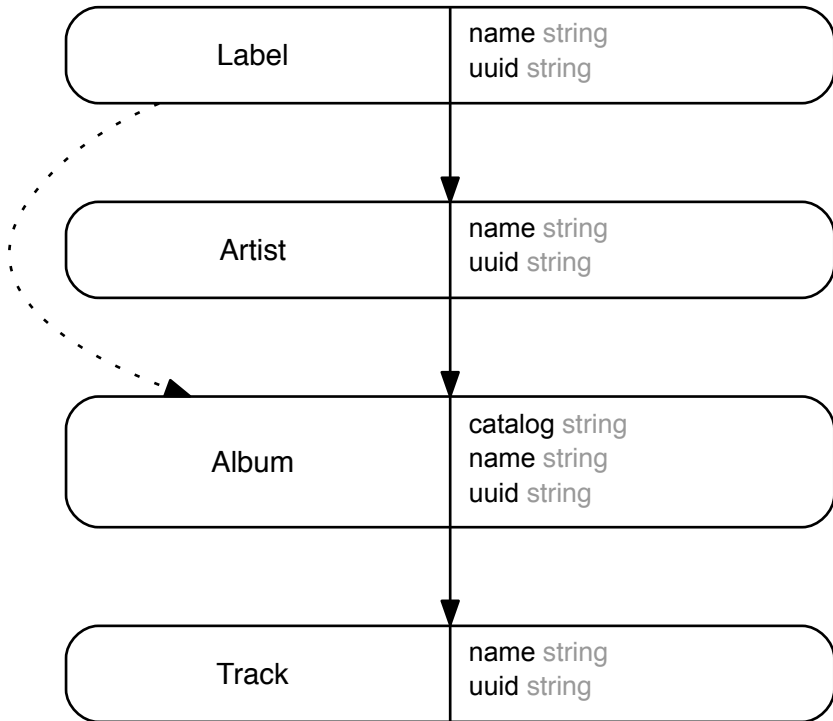 Label
name string
uuid string
Artist
name string
uuid string
Album
catalog string
name string
uuid string
Track
name string
uuid string